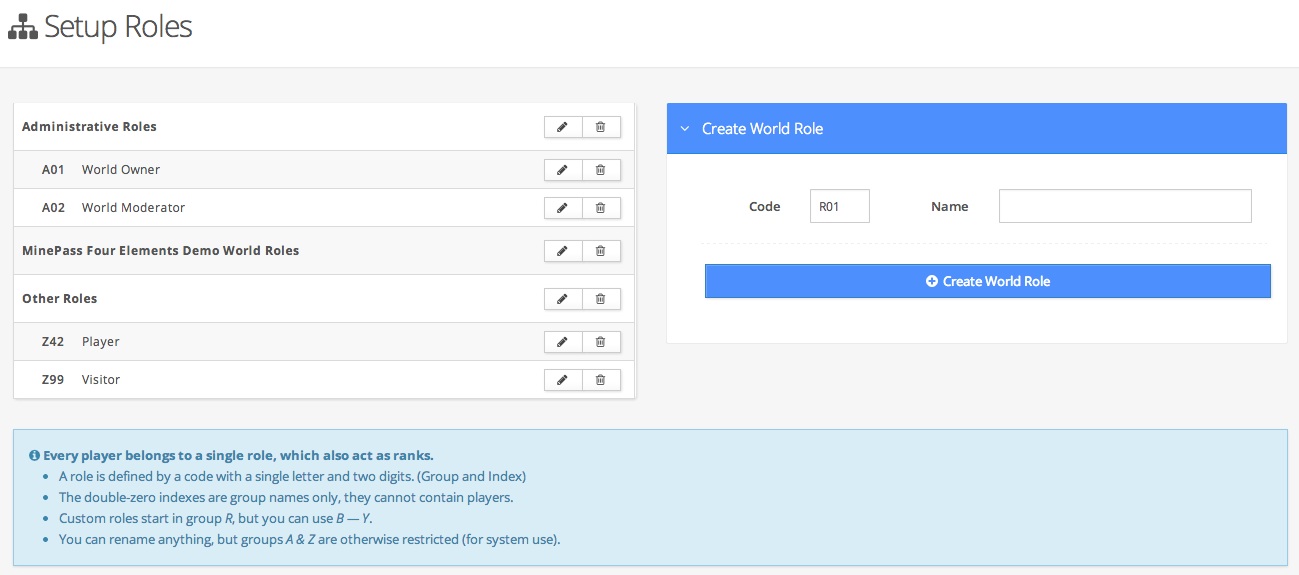 Setup Roles
Administrative Roles
A01 World Owner
A02 World Moderator
MinePass Four Elements Demo World Roles
Other Roles
Z42 Player
Z99 Visitor
Create World Role
Code R01 Name
Create World Role
Every player belongs to a single role, which also act as ranks.
• A role is defined by a code with a single letter and two digits. (Group and Index)
• The double-zero indexes are group names only, they cannot contain players.
• Custom roles start in group R, but you can use B — Y.
• You can rename anything, but groups A & Z are otherwise restricted (for system use).